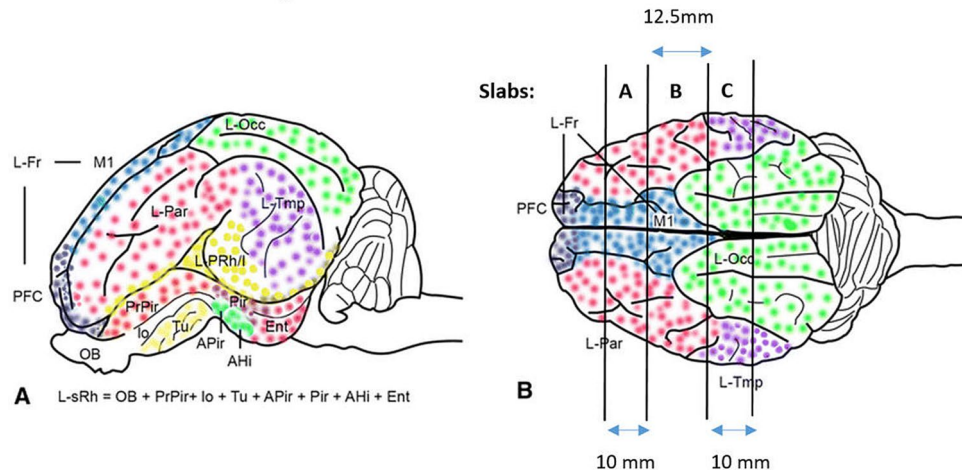 12.5mm
Slabs: A B C
L-Occ
L-Fr M1
L-Par
L-Tmp
L-PRh/I
PFC
PrPir
Pir
Io Tu Ent
OB APir
AHi
A L-sRh = OB + PrPir+ Io + Tu + APir + Pir + AHi + Ent
L-Fr
PFC
M1
L-Occ
L-Par
L-Tmp
B
10 mm 10 mm